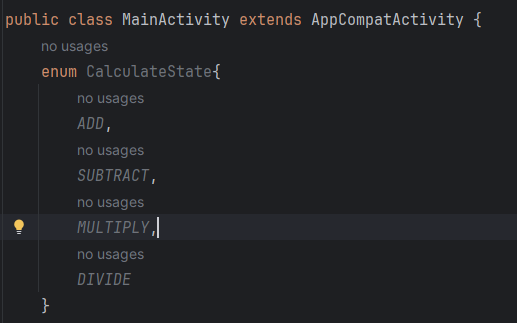 public class MainActivity extends AppCompatActivity {
no usages
enum CalculateState{
no usages
ADD,
no usages
SUBTRACT,
no usages
MULTIPLY,
no usages
DIVIDE
}